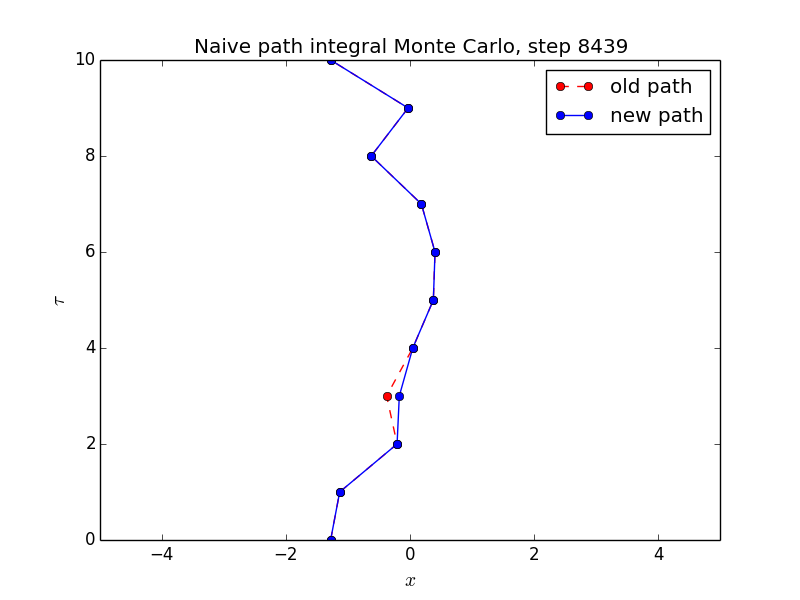 Naive path integral Monte Carlo, step 8439
old path
new path
10
8
6
4
2
0
τ
−4 −2 0 2 4
x